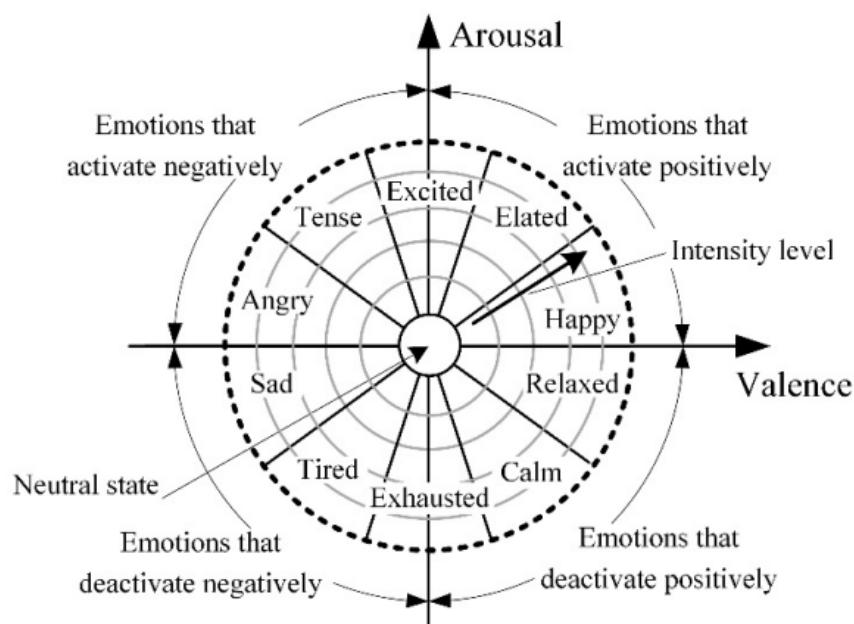 Arousal
Emotions that
activate negatively
Emotions that
activate positively
Excited
Tense
Elated
Intensity level
Angry
Happy
Sad
Relaxed
Valence
Tired
Calm
Neutral state
Exhausted
Emotions that
deactivate negatively
Emotions that
deactivate positively